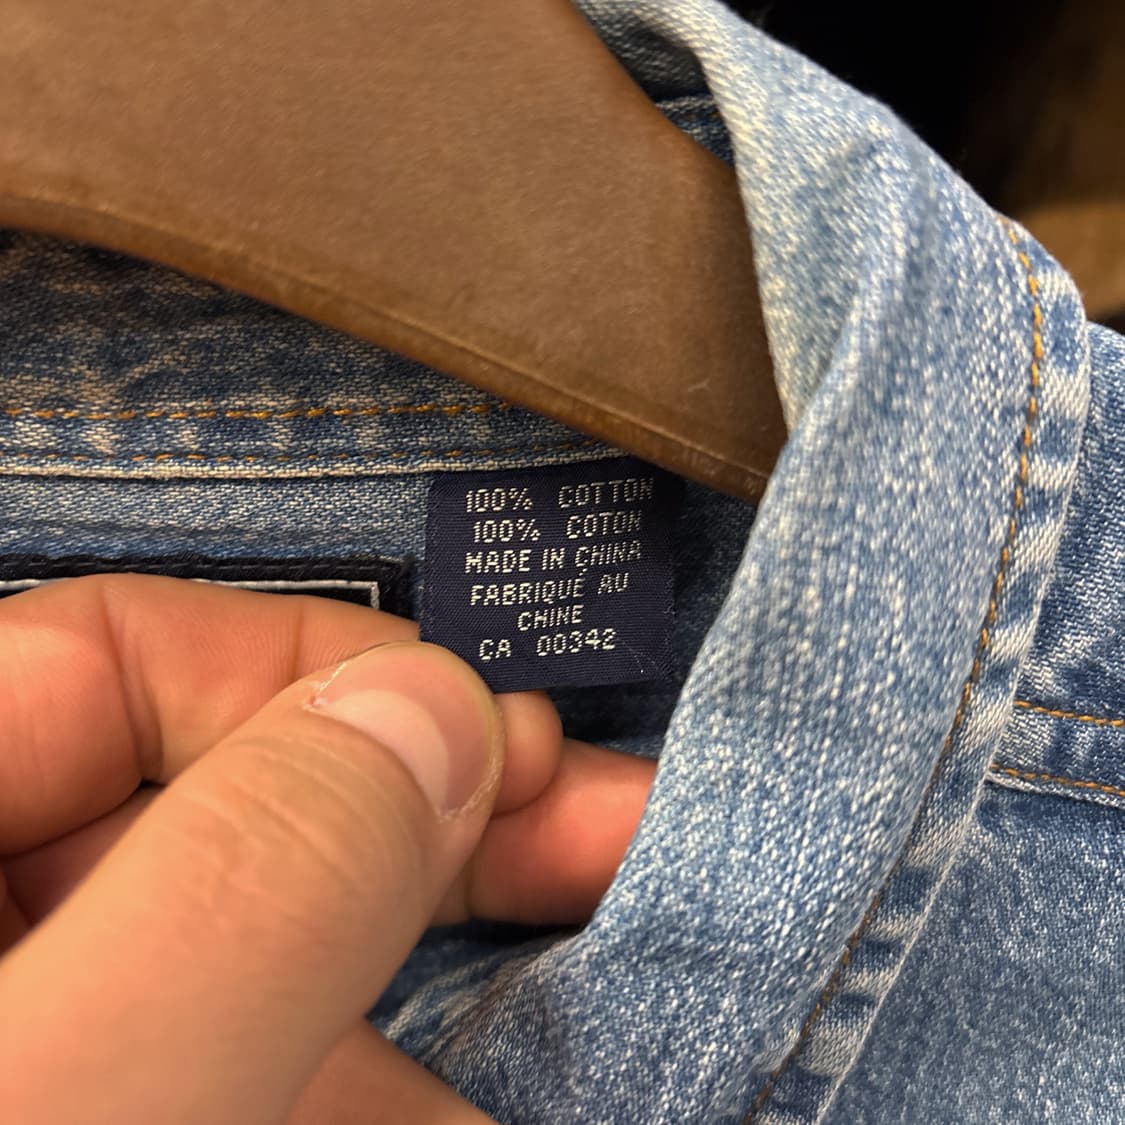 100% COTTON
100% COTON
MADE IN CHINA
FABRIQUÉ AU
CHINE
CA 00342